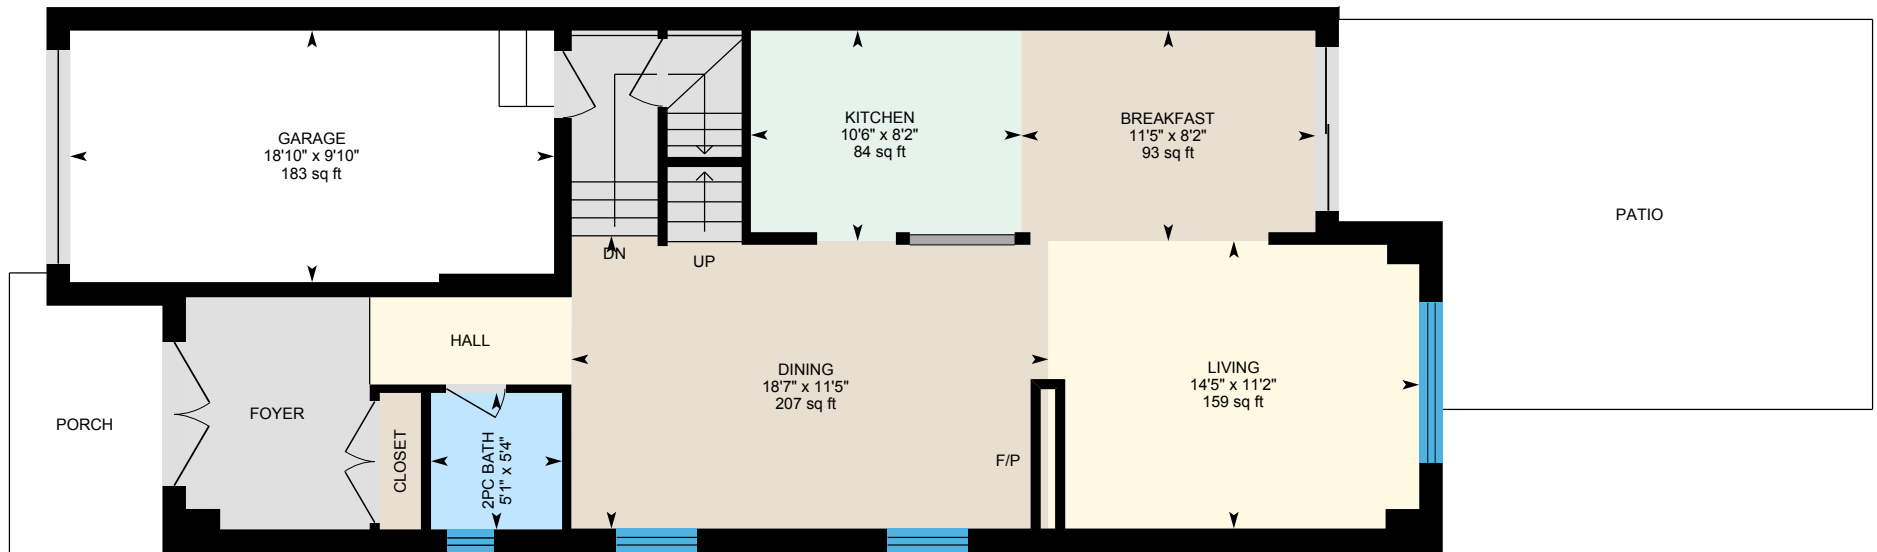 GARAGE
18'10" x 9'10"
183 sq ft
KITCHEN
10'6" x 8'2"
84 sq ft
BREAKFAST
11'5" x 8'2"
93 sq ft
PATIO
DN
UP
HALL
DINING
18'7" x 11'5"
207 sq ft
LIVING
14'5" x 11'2"
159 sq ft
PORCH
FOYER
CLOSET
2PC BATH
5'1" x 5'4"
F/P